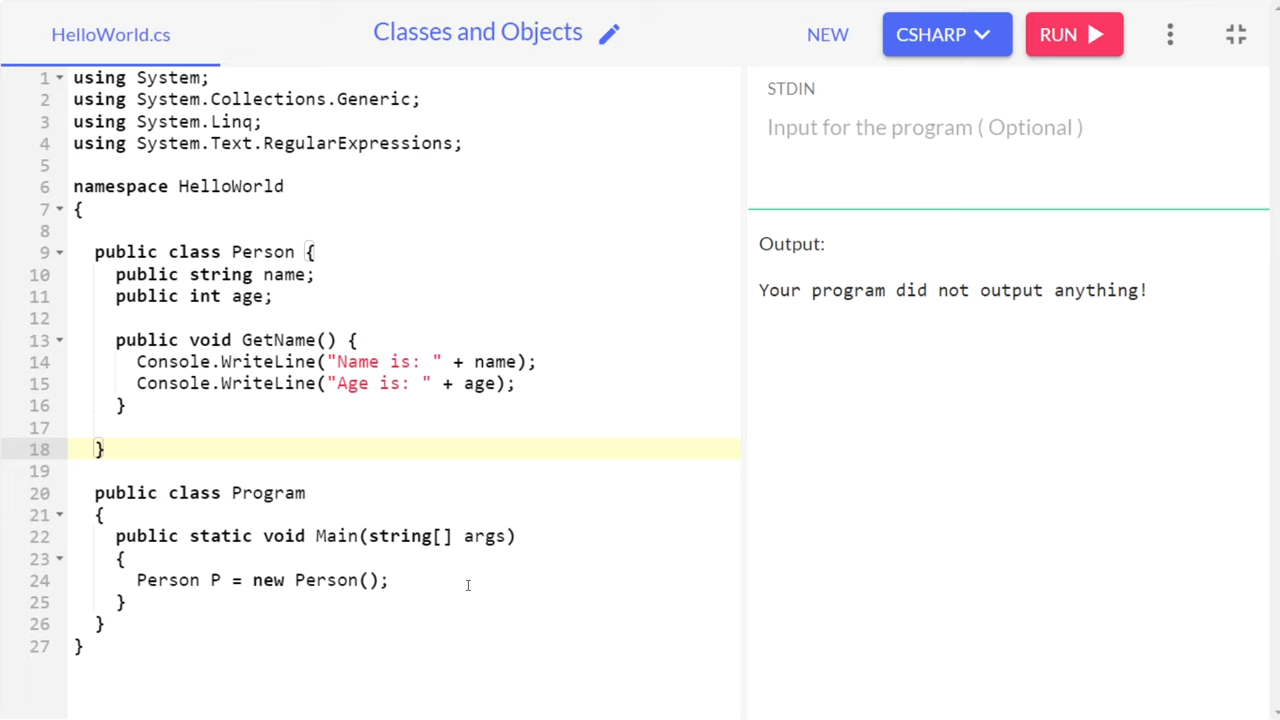 HelloWorld.cs
Classes and Objects
NEW
CSHARP
RUN
1 using System;
2 using System.Collections.Generic;
3 using System.Linq;
4 using System.Text.RegularExpressions;
5
6 namespace HelloWorld
7 {
8
9 public class Person {
10 public string name;
11 public int age;
12
13 public void GetName() {
14 Console.WriteLine("Name is: " + name);
15 Console.WriteLine("Age is: " + age);
16 }
17
18 }
19
20 public class Program
21 {
22 public static void Main(string[] args)
23 {
24 Person P = new Person();
25 }
26 }
27 }
STDIN
Input for the program ( Optional )
Output:
Your program did not output anything!